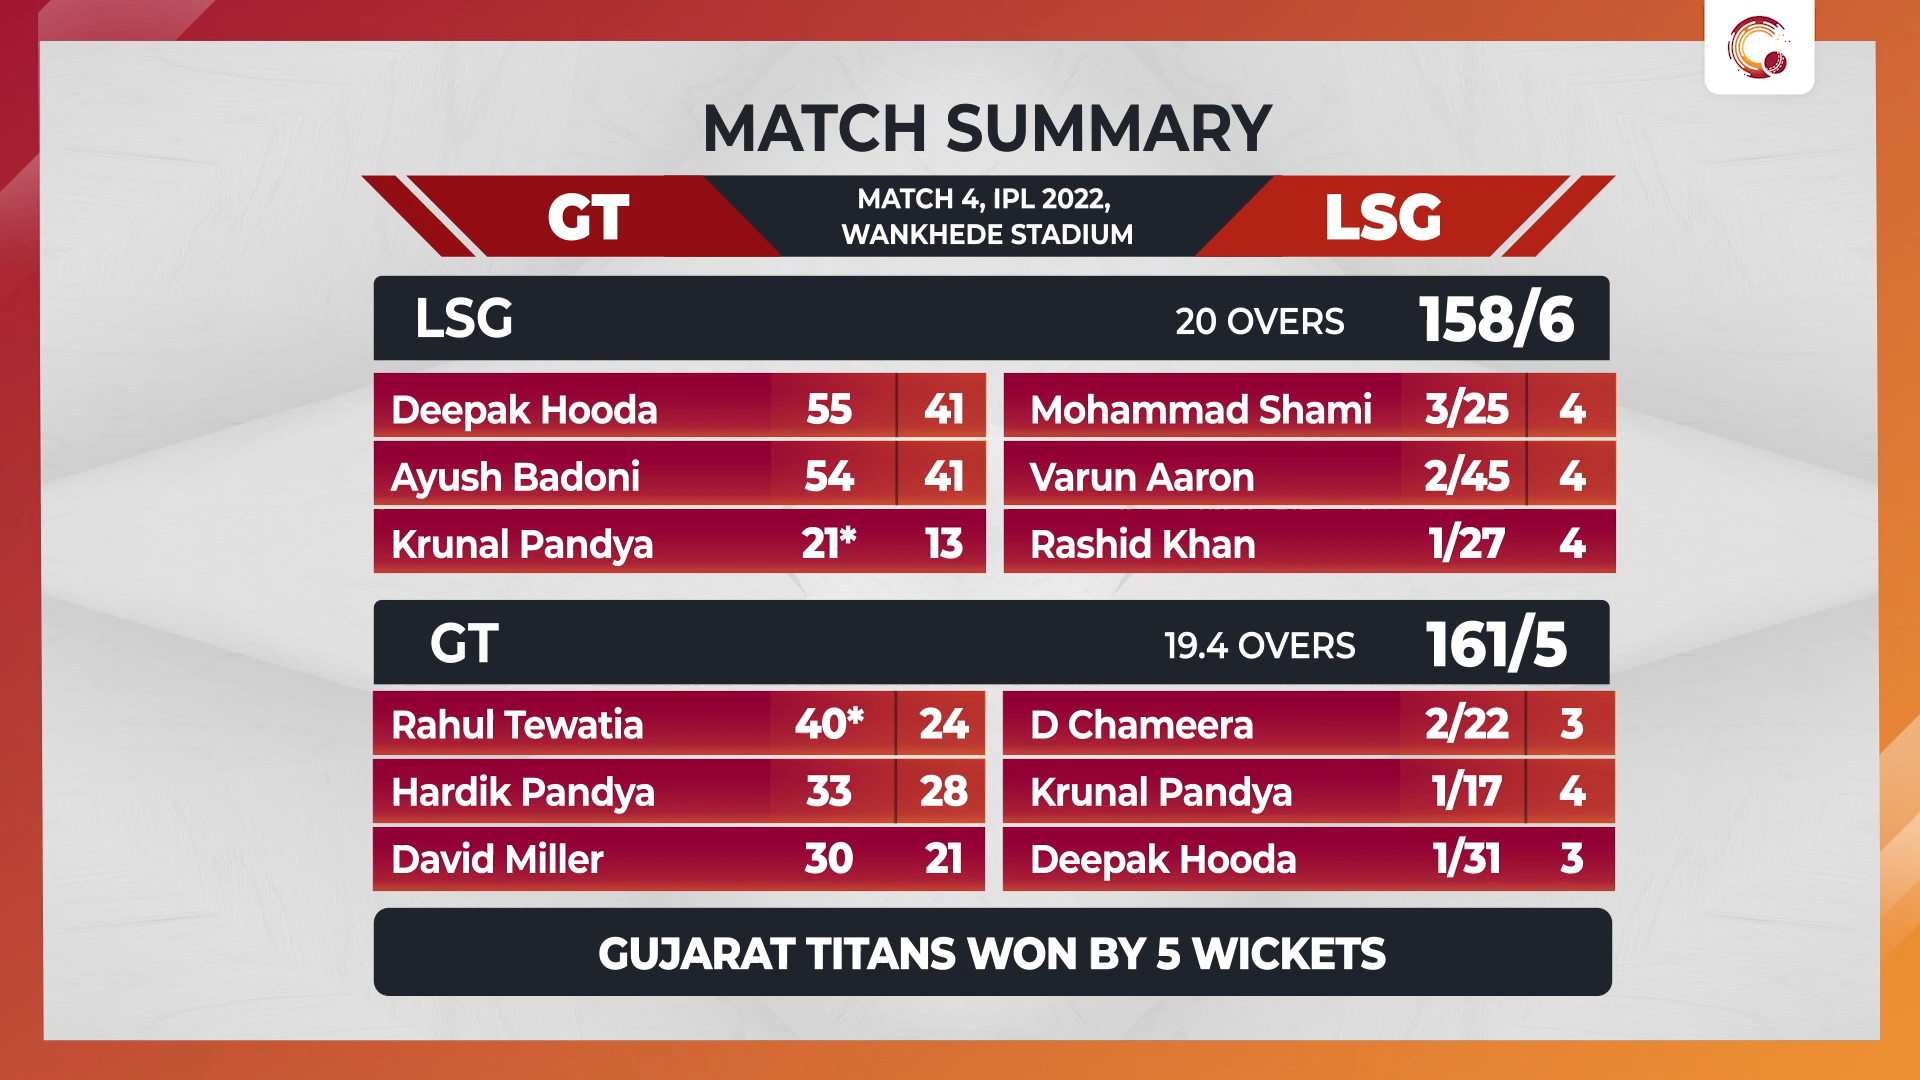 MATCH SUMMARY
GT
MATCH 4, IPL 2022,
WANKHEDE STADIUM
LSG
LSG 20 OVERS 158/6
Deepak Hooda 55 41 Mohammad Shami 3/25 4
Ayush Badoni 54 41 Varun Aaron 2/45 4
Krunal Pandya 21* 13 Rashid Khan 1/27 4
GT 19.4 OVERS 161/5
Rahul Tewatia 40* 24 D Chameera 2/22 3
Hardik Pandya 33 28 Krunal Pandya 1/17 4
David Miller 30 21 Deepak Hooda 1/31 3
GUJARAT TITANS WON BY 5 WICKETS